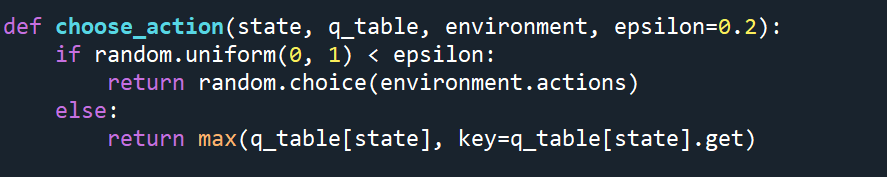 def choose_action(state, q_table, environment, epsilon=0.2):
    if random.uniform(0, 1) < epsilon:
        return random.choice(environment.actions)
    else:
        return max(q_table[state], key=q_table[state].get)